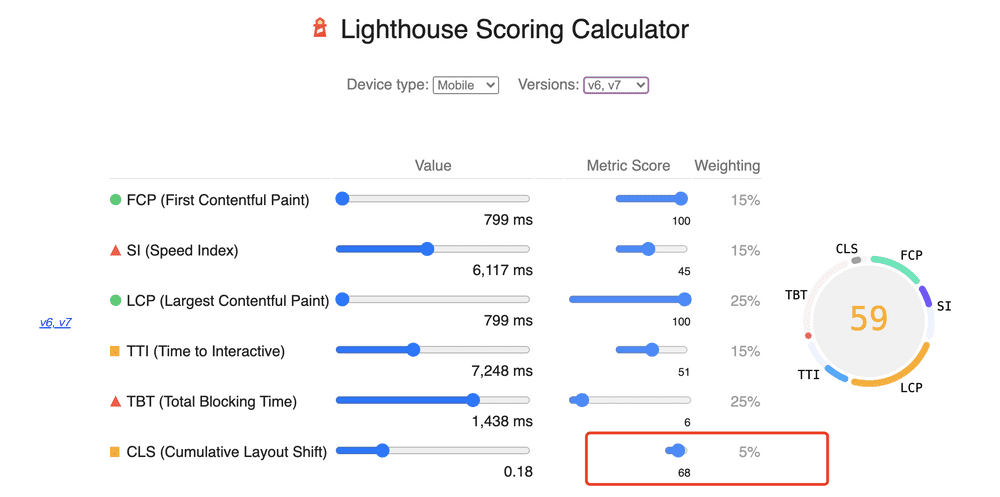 Lighthouse Scoring Calculator
Device type: Mobile Versions: v6, v7
Value Metric Score Weighting
FCP (First Contentful Paint) 15%
799 ms 100
SI (Speed Index) 15%
6,117 ms 45
LCP (Largest Contentful Paint) 25%
799 ms 100
v6, v7
TTI (Time to Interactive) 15%
7,248 ms 51
TBT (Total Blocking Time) 25%
1,438 ms 6
CLS (Cumulative Layout Shift) 5%
0.18 68
CLS
FCP
TBT
SI
59
TTI
LCP